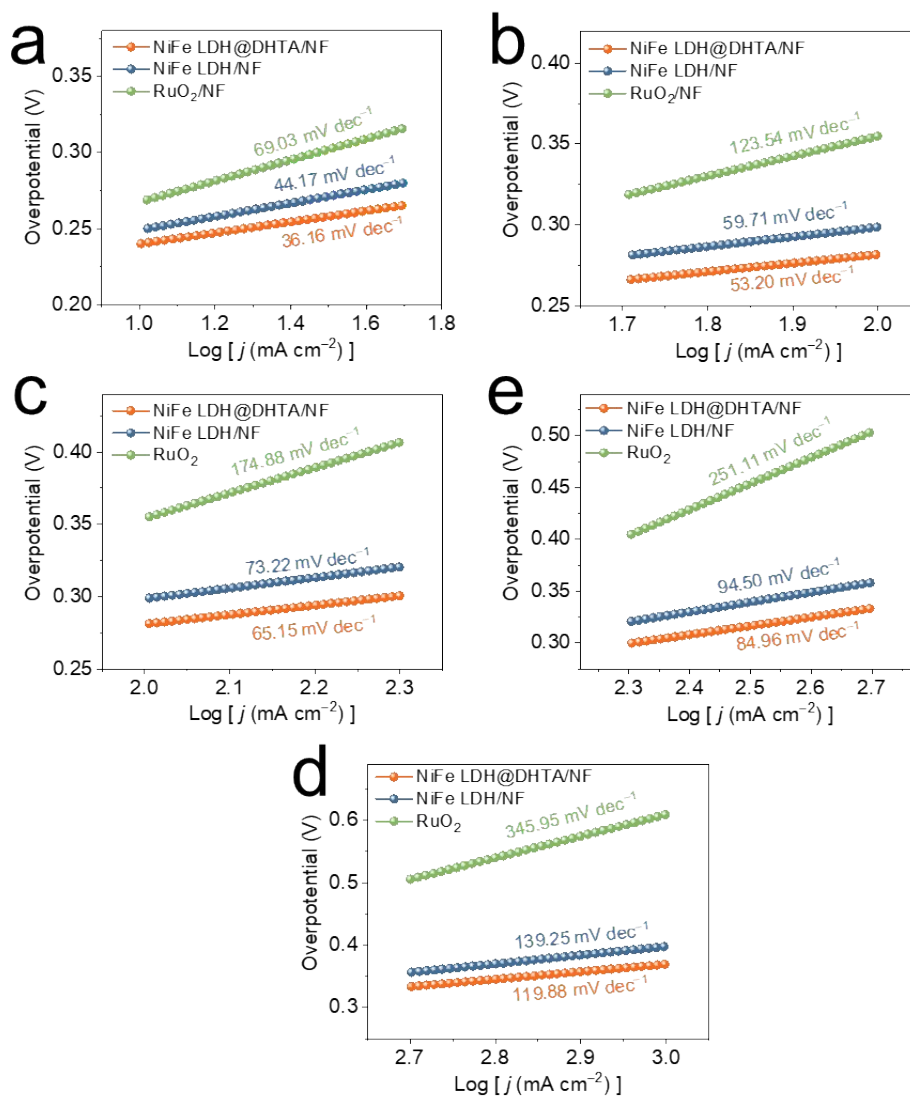 a
NiFe LDH@DHTA/NF
NiFe LDH/NF
RuO₂/NF
0.35
0.30
0.25
0.20
Overpotential (V)
69.03 mV dec⁻¹
44.17 mV dec⁻¹
36.16 mV dec⁻¹
1.0 1.2 1.4 1.6 1.8
Log [ j (mA cm⁻²) ]
b
NiFe LDH@DHTA/NF
NiFe LDH/NF
RuO₂/NF
0.40
0.35
0.30
0.25
Overpotential (V)
123.54 mV dec⁻¹
59.71 mV dec⁻¹
53.20 mV dec⁻¹
1.7 1.8 1.9 2.0
Log [ j (mA cm⁻²) ]
c
NiFe LDH@DHTA/NF
NiFe LDH/NF
RuO₂
0.40
0.35
0.30
0.25
Overpotential (V)
174.88 mV dec⁻¹
73.22 mV dec⁻¹
65.15 mV dec⁻¹
2.0 2.1 2.2 2.3
Log [ j (mA cm⁻²) ]
e
NiFe LDH@DHTA/NF
NiFe LDH/NF
RuO₂
0.50
0.45
0.40
0.35
0.30
Overpotential (V)
251.11 mV dec⁻¹
94.50 mV dec⁻¹
84.96 mV dec⁻¹
2.3 2.4 2.5 2.6 2.7
Log [ j (mA cm⁻²) ]
d
NiFe LDH@DHTA/NF
NiFe LDH/NF
RuO₂
0.6
0.5
0.4
0.3
Overpotential (V)
345.95 mV dec⁻¹
139.25 mV dec⁻¹
119.88 mV dec⁻¹
2.7 2.8 2.9 3.0
Log [ j (mA cm⁻²) ]